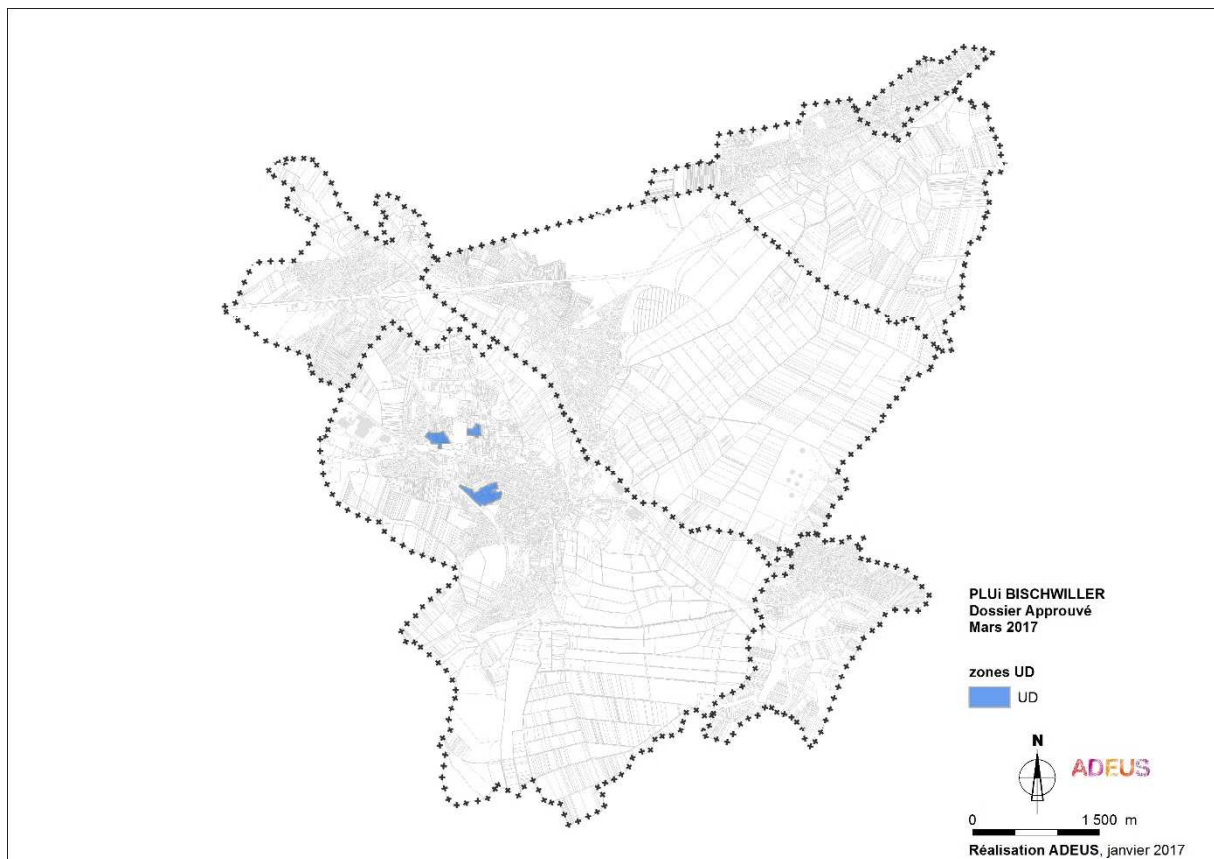 PLUi BISCHWILLER
Dossier Approuvé
Mars 2017
zones UD
UD
N
ADEUS
0 1 500 m
Réalisation ADEUS, janvier 2017